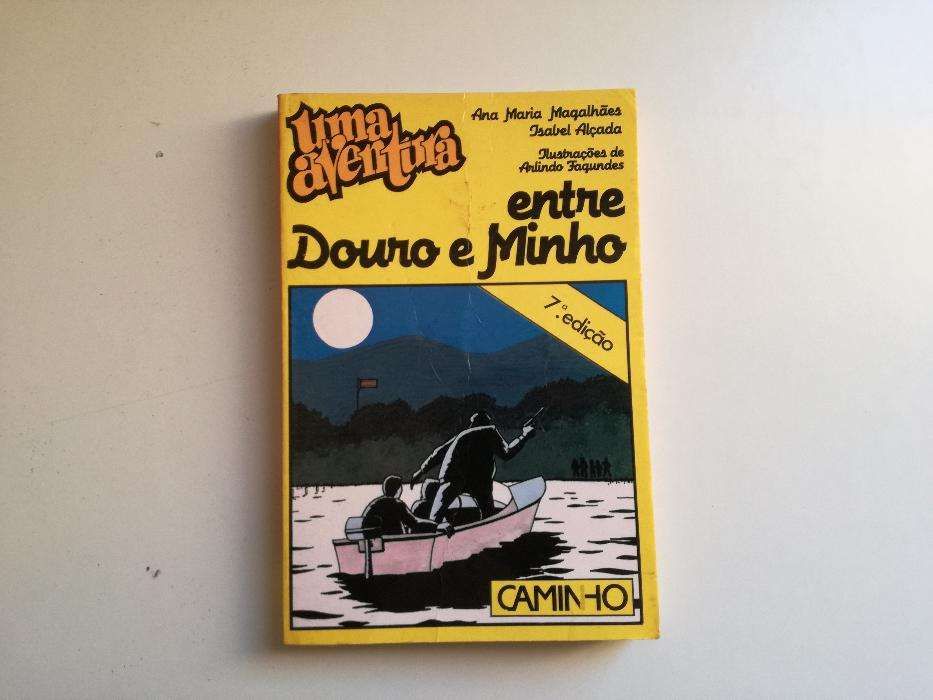 uma
aventura
Ana Maria Magalhães
Isabel Alçada
Ilustrações de
Arlindo Fagundes
entre
Douro e Minho
7.ª edição
CAMINHO